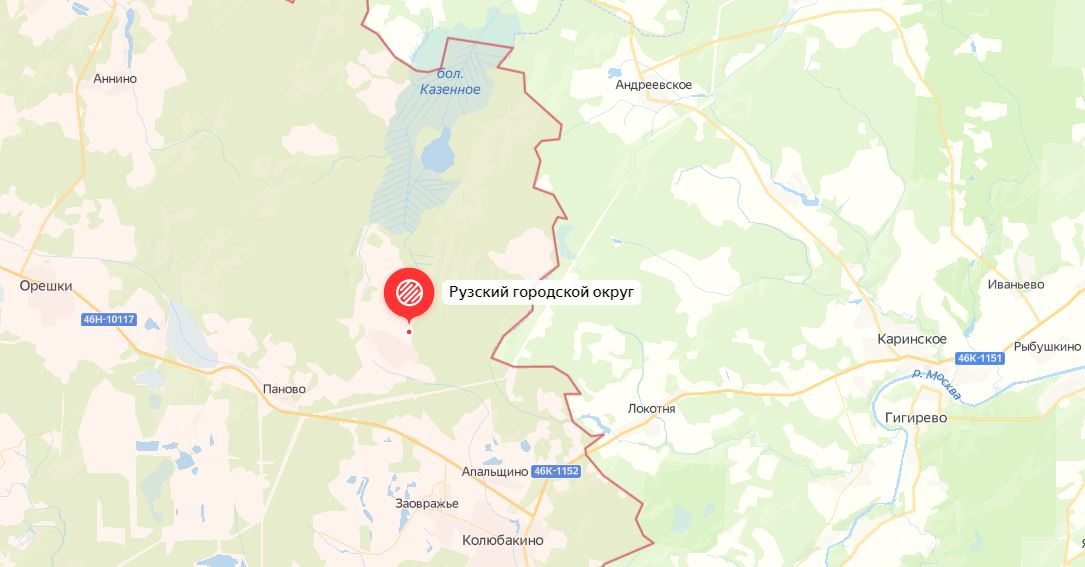 Аннино
бол.
Казенное
Андреевское
Орешки
Рузский городской округ
Иваньево
46Н-10117
Каринское
Рыбушкино
46К-1151
Паново
р. Москва
Локотня
Гигирево
Апальщино
46К-1152
Заовражье
Колюбакино